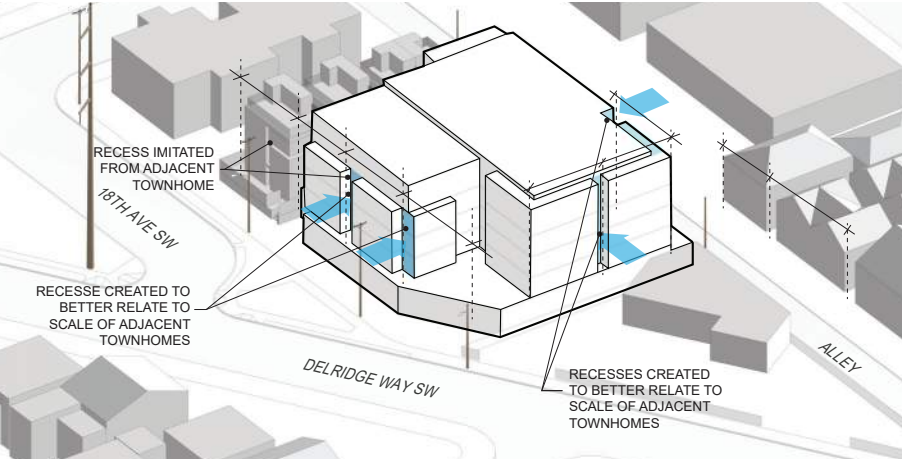 RECESS IMITATED
FROM ADJACENT
TOWNHOME
18TH AVE SW
RECESSE CREATED TO
BETTER RELATE TO
SCALE OF ADJACENT
TOWNHOMES
DELRIDGE WAY SW
RECESSES CREATED
TO BETTER RELATE TO
SCALE OF ADJACENT
TOWNHOMES
ALLEY